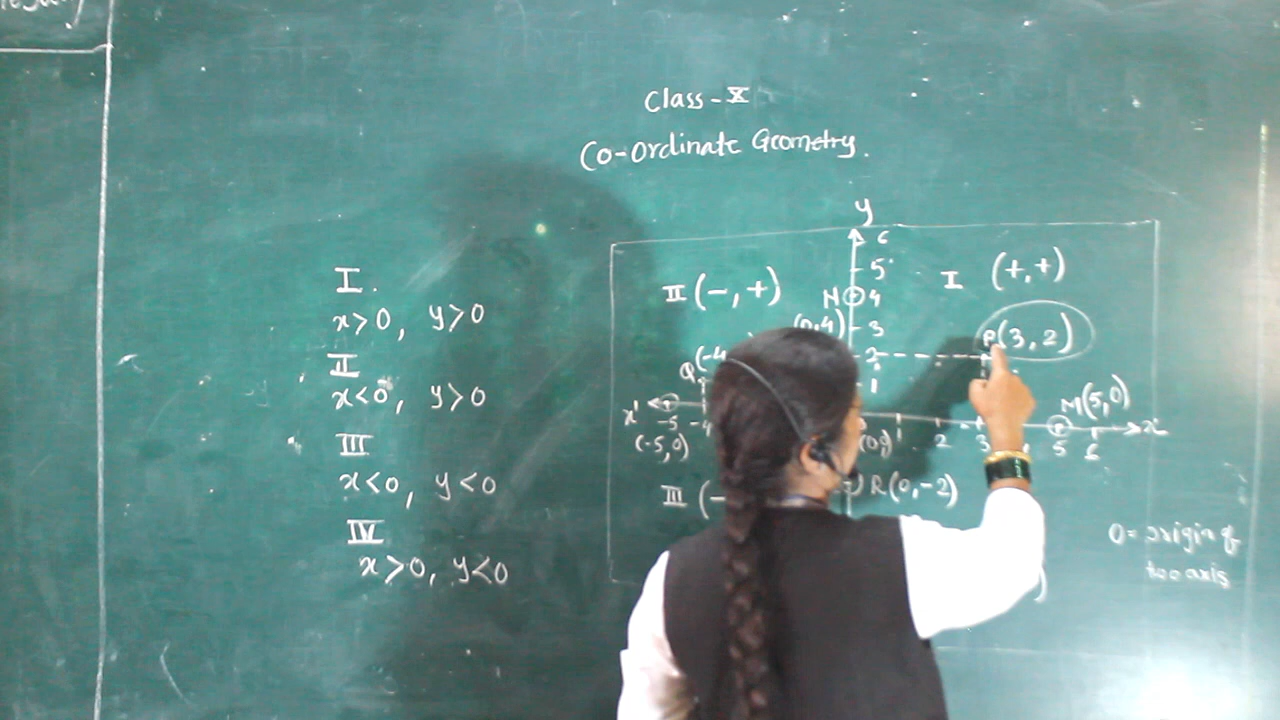 Class - X
Co-Ordinate Geometry.
I.
x>0, y>0
II
x<0, y>0
III
x<0, y<0
IV
x>0, y<0
y
6
5
II (-, +)
I (+, +)
N 4
(0,4) 3
P(3, 2)
Q(-4
2
1
M(5,0)
x'
-5 -4
1 2 3 5 6
x
(-5,0)
III (-
R(0,-2)
0 = origin of
two axis